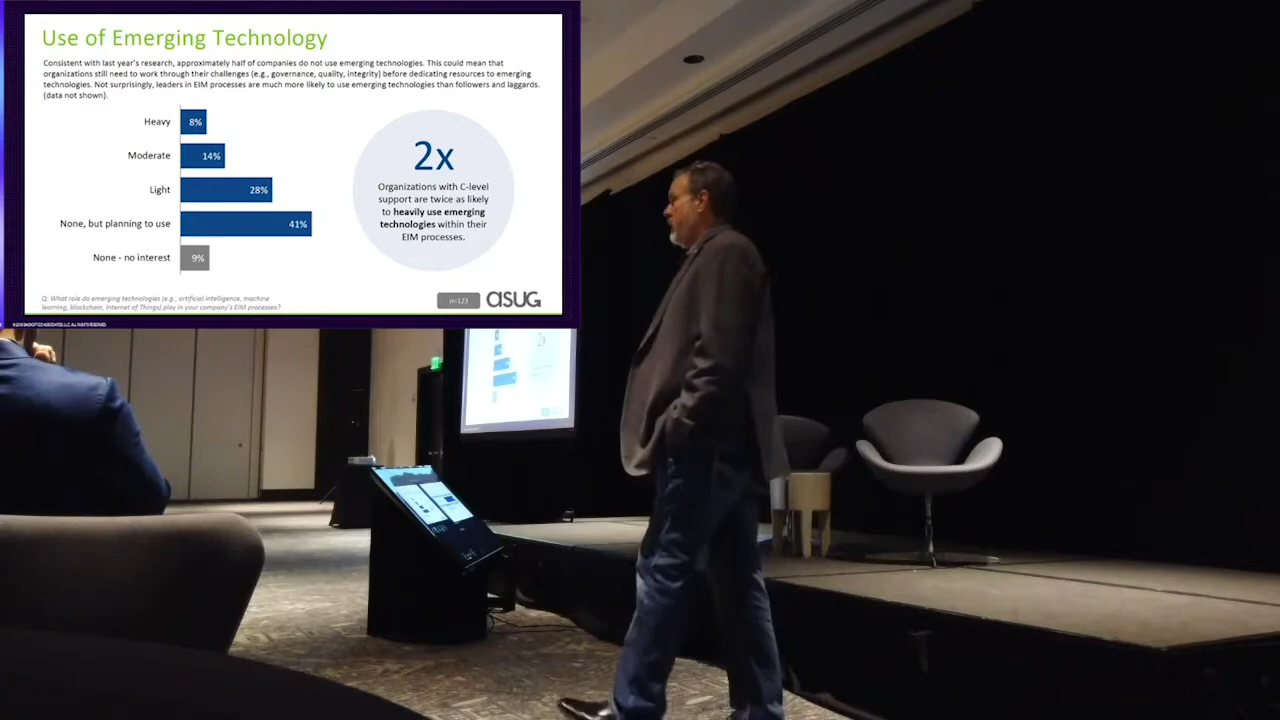 Use of Emerging Technology
Consistent with last year's research, approximately half of companies do not use emerging technologies. This could mean that
organizations still need to work through their challenges (e.g., governance, quality, integrity) before dedicating resources to emerging
technologies. Not surprisingly, leaders in EIM processes are much more likely to use emerging technologies than followers and laggards.
(data not shown).
Heavy 8%
Moderate 14%
Light 28%
None, but planning to use 41%
None - no interest 9%
2x
Organizations with C-level
support are twice as likely
to heavily use emerging
technologies within their
EIM processes.
Q: What role do emerging technologies (e.g., artificial intelligence, machine
learning, blockchain, Internet of Things) play in your company's EIM processes?
n=123
asug